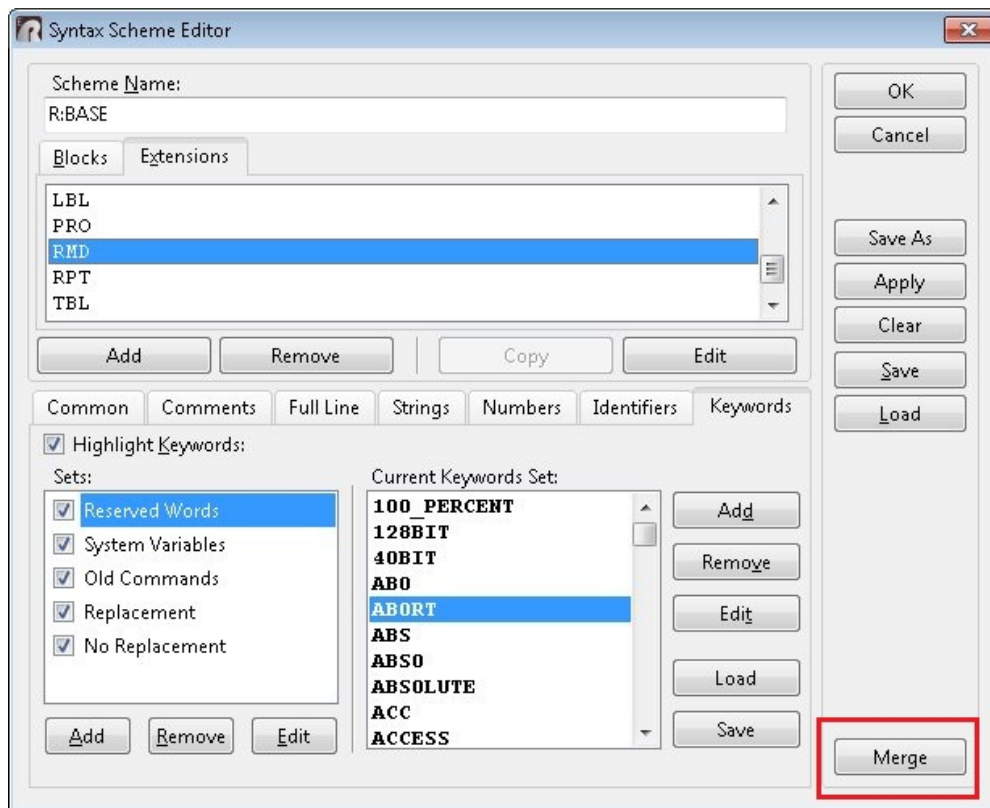 Syntax Scheme Editor
Scheme Name:
R:BASE
Blocks Extensions
LBL
PRO
RMD
RPT
TBL
Add Remove Copy Edit
Common Comments Full Line Strings Numbers Identifiers Keywords
Highlight Keywords:
Sets:
Reserved Words
System Variables
Old Commands
Replacement
No Replacement
Add Remove Edit
Current Keywords Set:
100_PERCENT
128BIT
40BIT
ABO
ABORT
ABS
ABSO
ABSOLUTE
ACC
ACCESS
Add
Remove
Edit
Load
Save
OK
Cancel
Save As
Apply
Clear
Save
Load
Merge